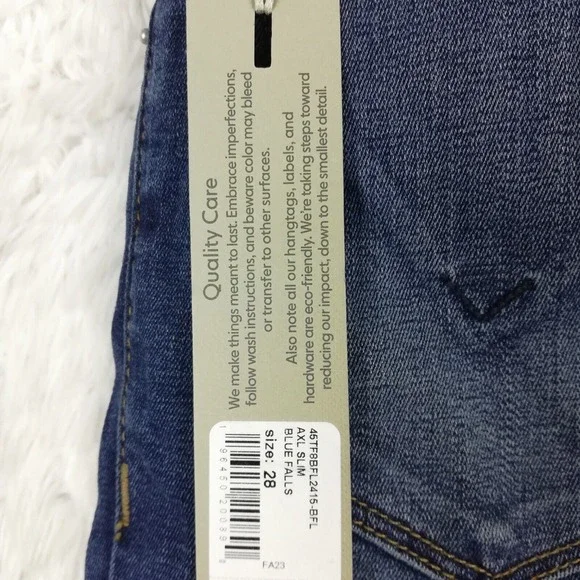 Quality Care
We make things meant to last. Embrace imperfections,
follow wash instructions, and beware color may bleed
or transfer to other surfaces.
Also note all our hangtags, labels, and
hardware are eco-friendly. We're taking steps toward
reducing our impact, down to the smallest detail.
45TF8BFL2415-BFL
AXL SLIM
BLUE FALLS
size: 28
FA23